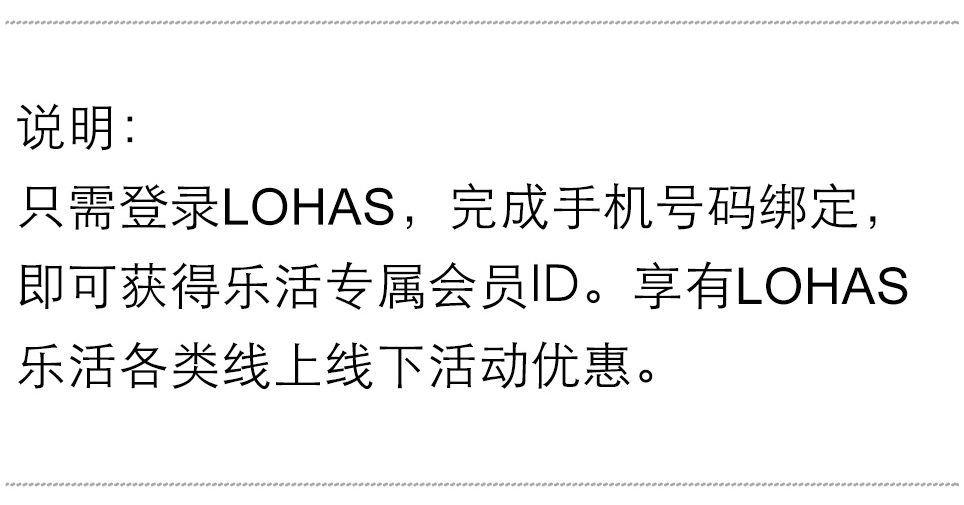 说明：
只需登录LOHAS，完成手机号码绑定，
即可获得乐活专属会员ID。享有LOHAS
乐活各类线上线下活动优惠。